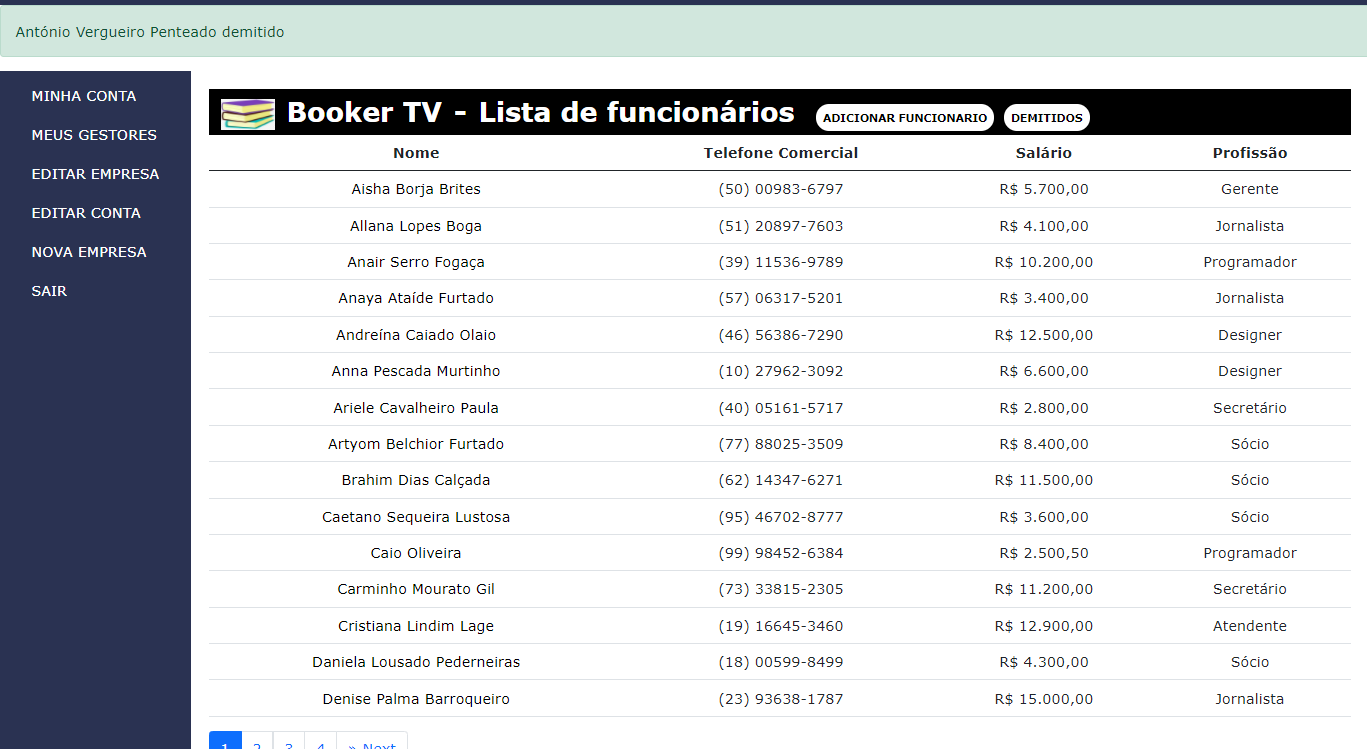 António Vergueiro Penteado demitido
MINHA CONTA
MEUS GESTORES
EDITAR EMPRESA
EDITAR CONTA
NOVA EMPRESA
SAIR
Booker TV - Lista de funcionários ADICIONAR FUNCIONARIO DEMITIDOS
Nome Telefone Comercial Salário Profissão
Aisha Borja Brites (50) 00983-6797 R$ 5.700,00 Gerente
Allana Lopes Boga (51) 20897-7603 R$ 4.100,00 Jornalista
Anair Serro Fogaça (39) 11536-9789 R$ 10.200,00 Programador
Anaya Ataíde Furtado (57) 06317-5201 R$ 3.400,00 Jornalista
Andreína Caiado Olaio (46) 56386-7290 R$ 12.500,00 Designer
Anna Pescada Murtinho (10) 27962-3092 R$ 6.600,00 Designer
Ariele Cavalheiro Paula (40) 05161-5717 R$ 2.800,00 Secretário
Artyom Belchior Furtado (77) 88025-3509 R$ 8.400,00 Sócio
Brahim Dias Calçada (62) 14347-6271 R$ 11.500,00 Sócio
Caetano Sequeira Lustosa (95) 46702-8777 R$ 3.600,00 Sócio
Caio Oliveira (99) 98452-6384 R$ 2.500,50 Programador
Carminho Mourato Gil (73) 33815-2305 R$ 11.200,00 Secretário
Cristiana Lindim Lage (19) 16645-3460 R$ 12.900,00 Atendente
Daniela Lousado Pederneiras (18) 00599-8499 R$ 4.300,00 Sócio
Denise Palma Barroqueiro (23) 93638-1787 R$ 15.000,00 Jornalista
1 2 3 4 » Next